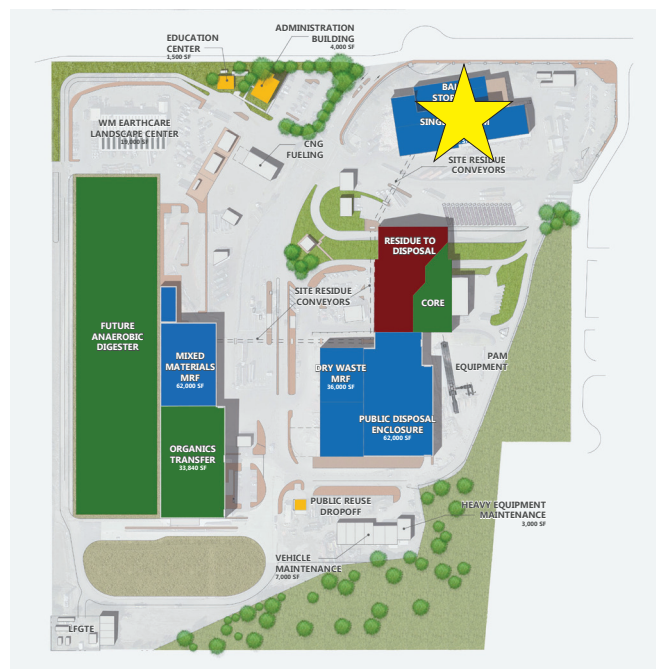 ADMINISTRATION
BUILDING
4,000 SF
EDUCATION
CENTER
1,500 SF
WM EARTHCARE
LANDSCAPE CENTER
CNG
FUELING
SITE RESIDUE
CONVEYORS
RESIDUE TO
DISPOSAL
CORE
SITE RESIDUE
CONVEYORS
FUTURE
ANAEROBIC
DIGESTER
MIXED
MATERIALS
MRF
62,000 SF
DRY WASTE
MRF
36,000 SF
PAM
EQUIPMENT
PUBLIC DISPOSAL
ENCLOSURE
62,000 SF
ORGANICS
TRANSFER
33,840 SF
PUBLIC REUSE
DROPOFF
HEAVY EQUIPMENT
MAINTENANCE
3,000 SF
VEHICLE
MAINTENANCE
7,000 SF
LFGTE